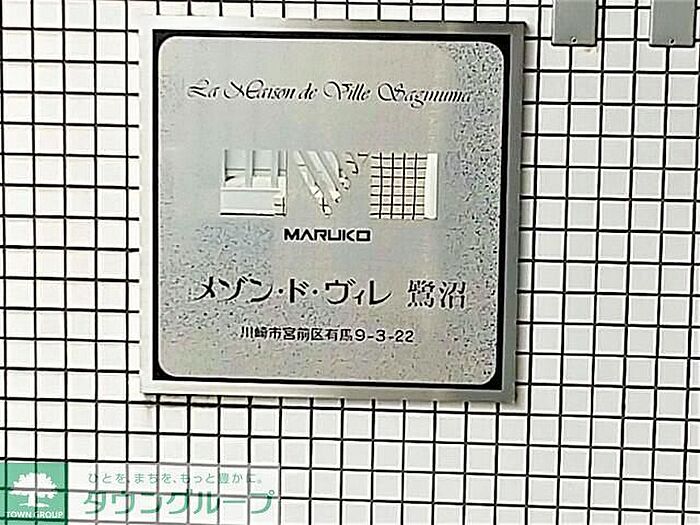 La Maison de Ville Saginuma
MARUKO
メゾン・ド・ヴィレ 鷺沼
川崎市宮前区有馬9-3-22
ひとを、まちを、もっと豊かに。
タウングループ
TOWN GROUP